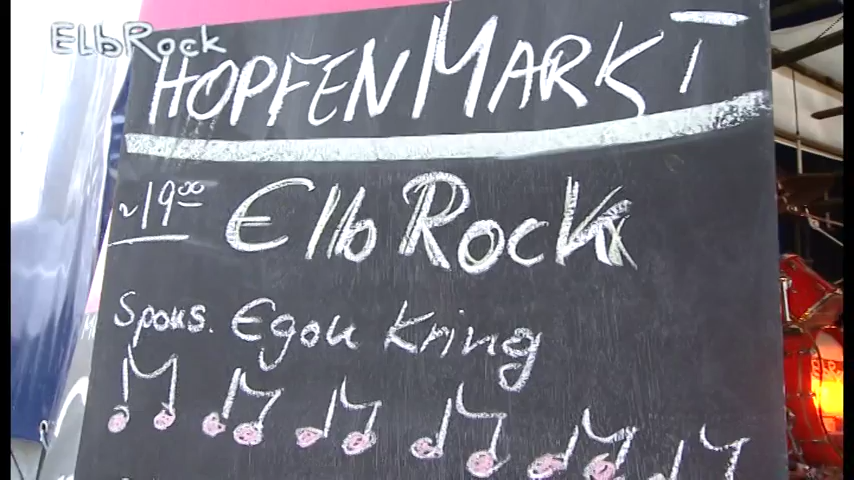 ElbRock
HOPFENMARKT
~19⁰⁰ ElbRock
Spons. Egon Kring